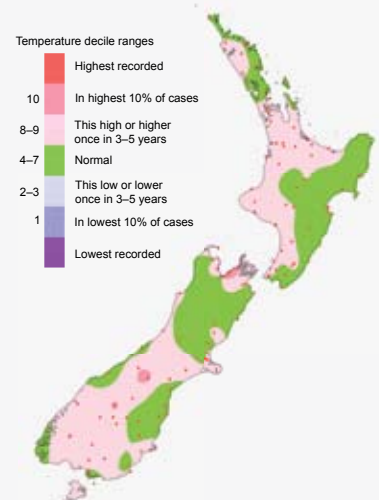 Temperature decile ranges
Highest recorded
10 In highest 10% of cases
8–9 This high or higher
once in 3–5 years
4–7 Normal
2–3 This low or lower
once in 3–5 years
1 In lowest 10% of cases
Lowest recorded